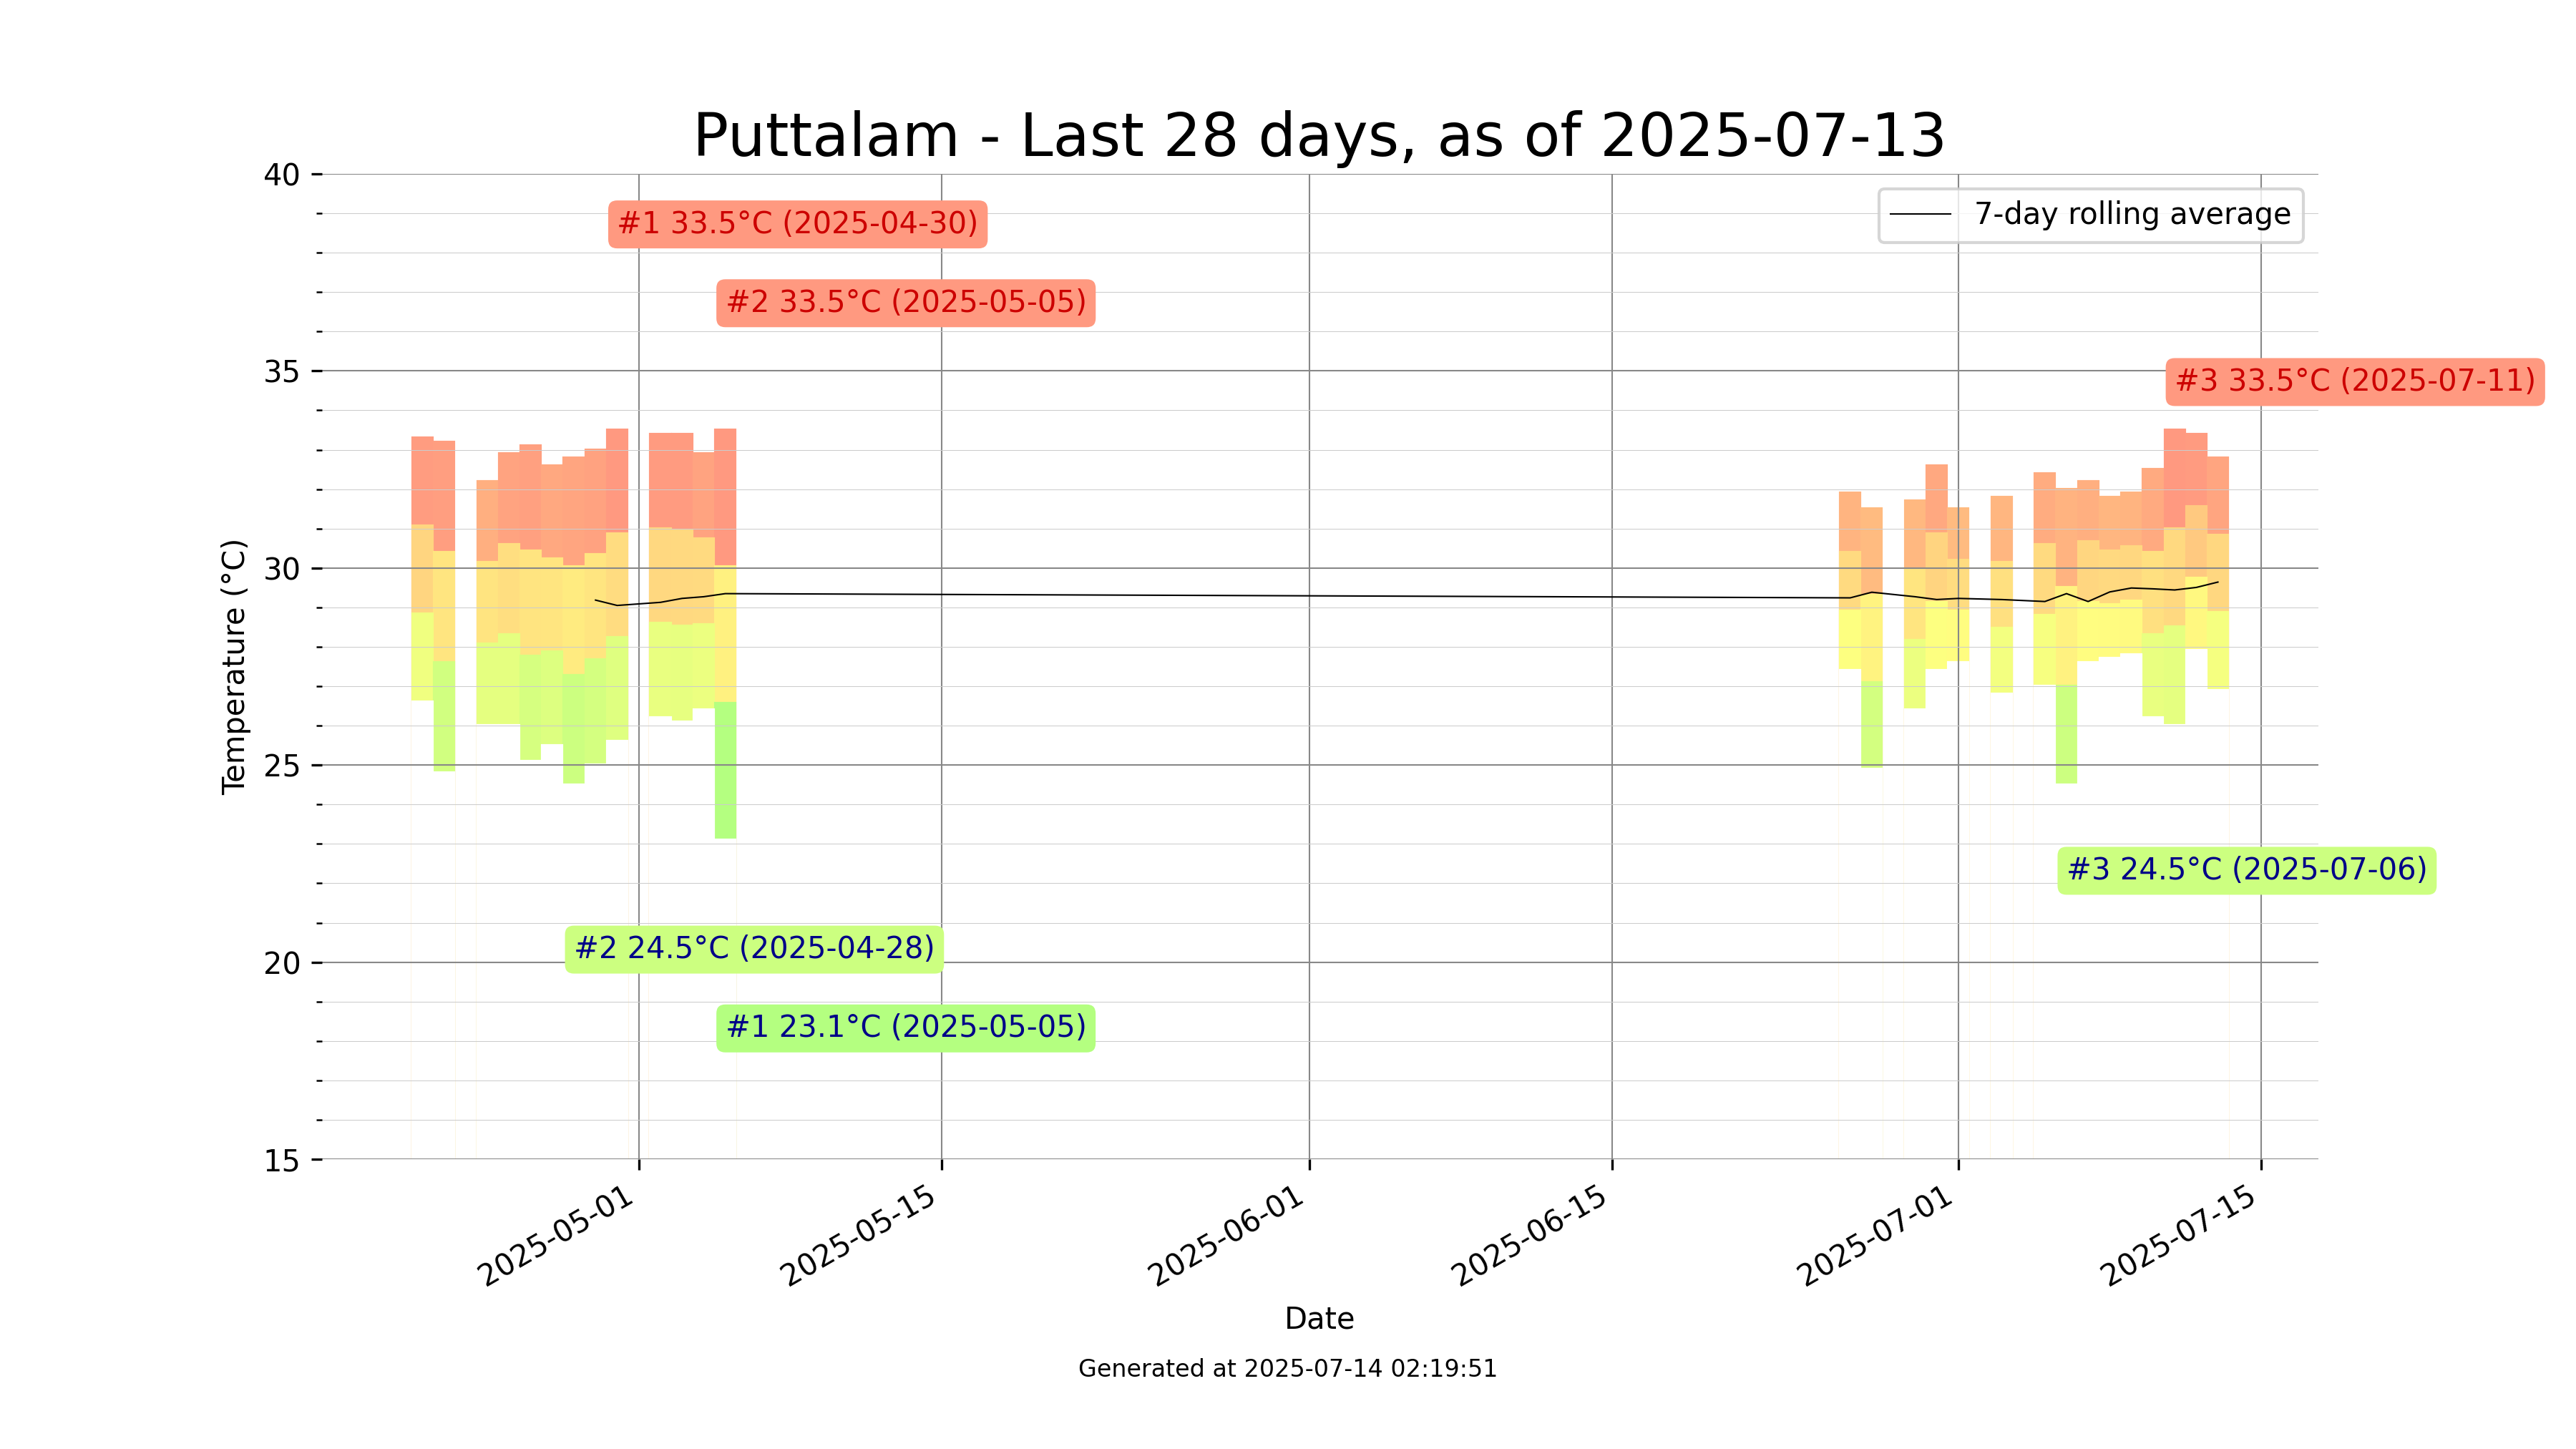 Puttalam - Last 28 days, as of 2025-07-13
7-day rolling average
#1 33.5°C (2025-04-30)
#2 33.5°C (2025-05-05)
#3 33.5°C (2025-07-11)
#3 24.5°C (2025-07-06)
#2 24.5°C (2025-04-28)
#1 23.1°C (2025-05-05)
Temperature (°C)
40
35
30
25
20
15
2025-05-01
2025-05-15
2025-06-01
2025-06-15
2025-07-01
2025-07-15
Date
Generated at 2025-07-14 02:19:51